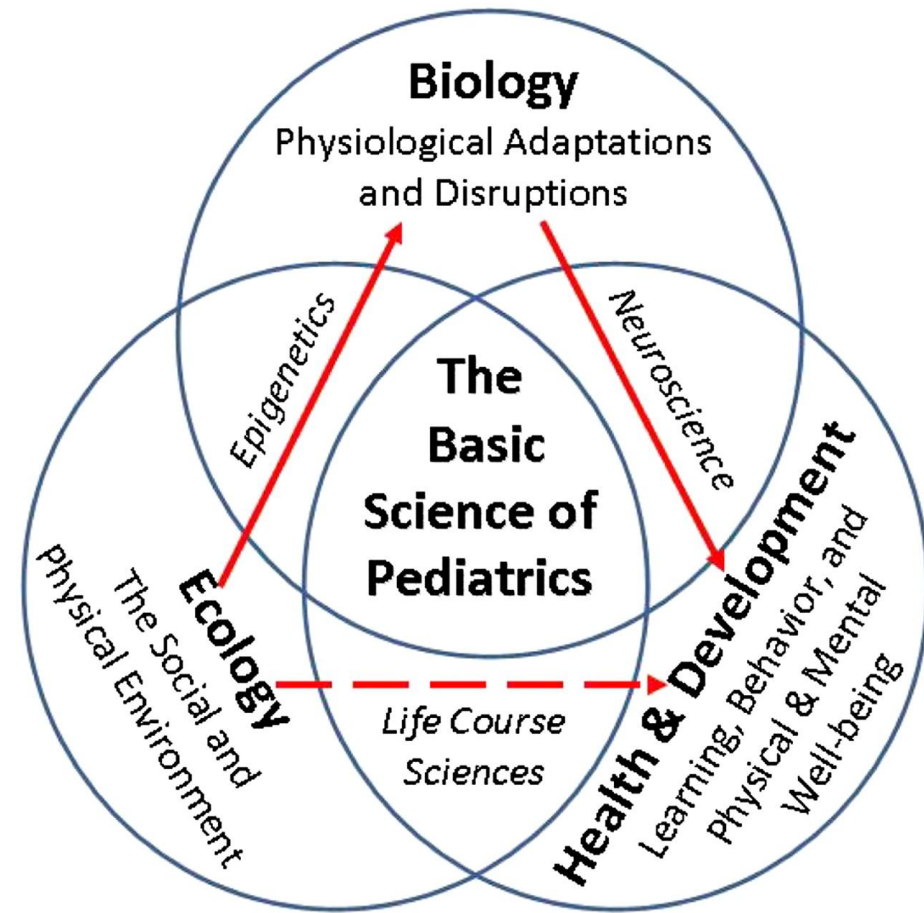 Biology
Physiological Adaptations
and Disruptions
Epigenetics
Neuroscience
The
Basic
Science of
Pediatrics
Ecology
The Social and
Physical Environment
Life Course
Sciences
Health & Development
Learning, Behavior, and
Physical & Mental
Well-being